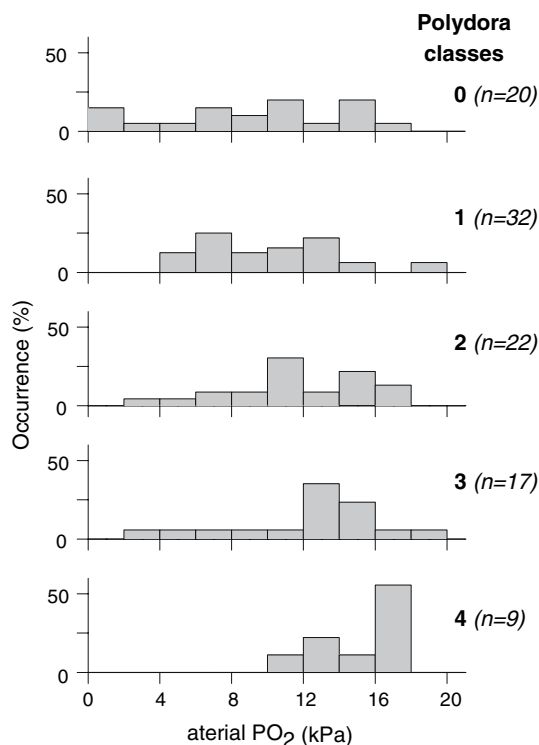 Polydora
classes
50
0
0 (n=20)
50
0
1 (n=32)
50
0
2 (n=22)
50
0
3 (n=17)
50
0
4 (n=9)
Occurrence (%)
0 4 8 12 16 20
aterial PO2 (kPa)